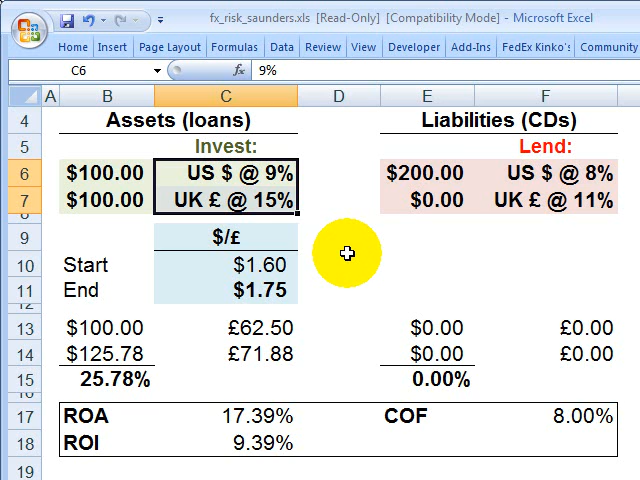 fx_risk_saunders.xls [Read-Only] [Compatibility Mode] - Microsoft Excel
Home Insert Page Layout Formulas Data Review View Developer Add-Ins FedEx Kinko's Community
C6 fx 9%
A B C D E F
4 Assets (loans) Liabilities (CDs)
5 Invest: Lend:
6 $100.00 US $ @ 9% $200.00 US $ @ 8%
7 $100.00 UK £ @ 15% $0.00 UK £ @ 11%
9 $/£
10 Start $1.60
11 End $1.75
13 $100.00 £62.50 $0.00 £0.00
14 $125.78 £71.88 $0.00 £0.00
15 25.78% 0.00%
17 ROA 17.39% COF 8.00%
18 ROI 9.39%
19